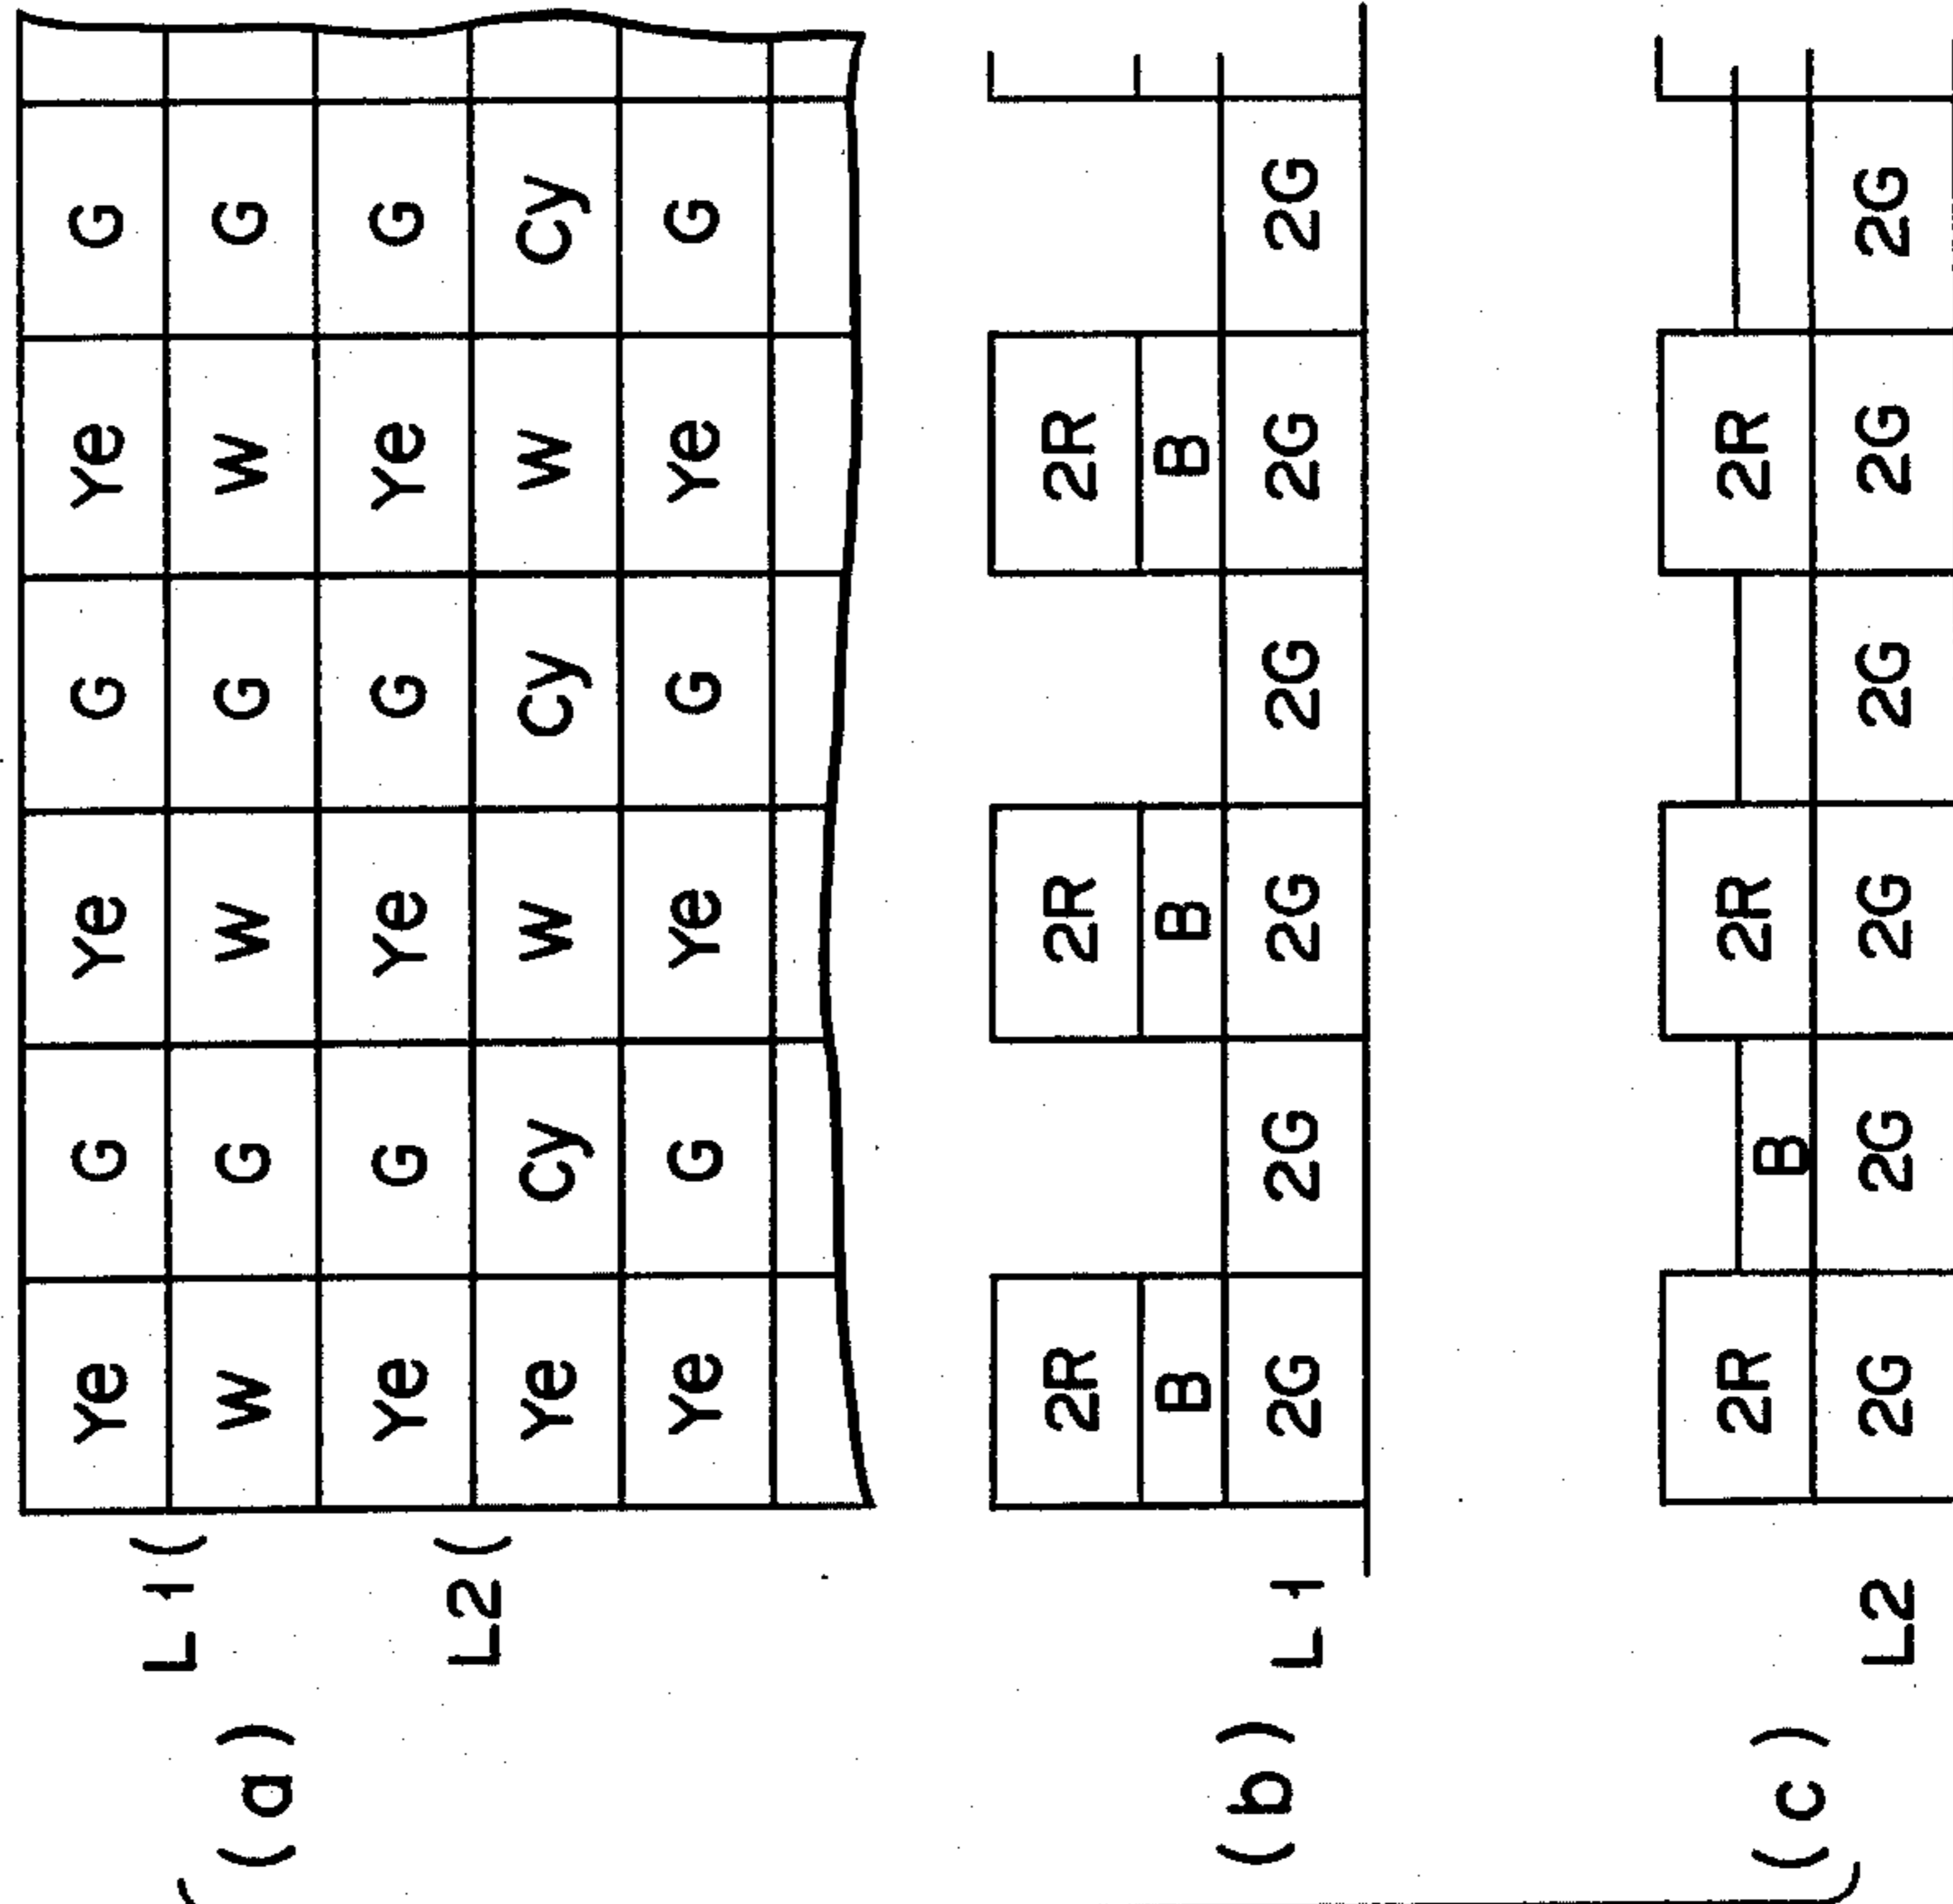 Ye G Ye G Ye G
L1 (
(a) W G W G W G
Ye G Ye G Ye G
L2 (
Ye Cy W Cy W Cy
Ye G Ye G Ye G
2R 2R 2R
B B B
(b) L1 2G 2G 2G 2G 2G 2G
2R 2R 2R
B
(c) L2 2G 2G 2G 2G 2G 2G